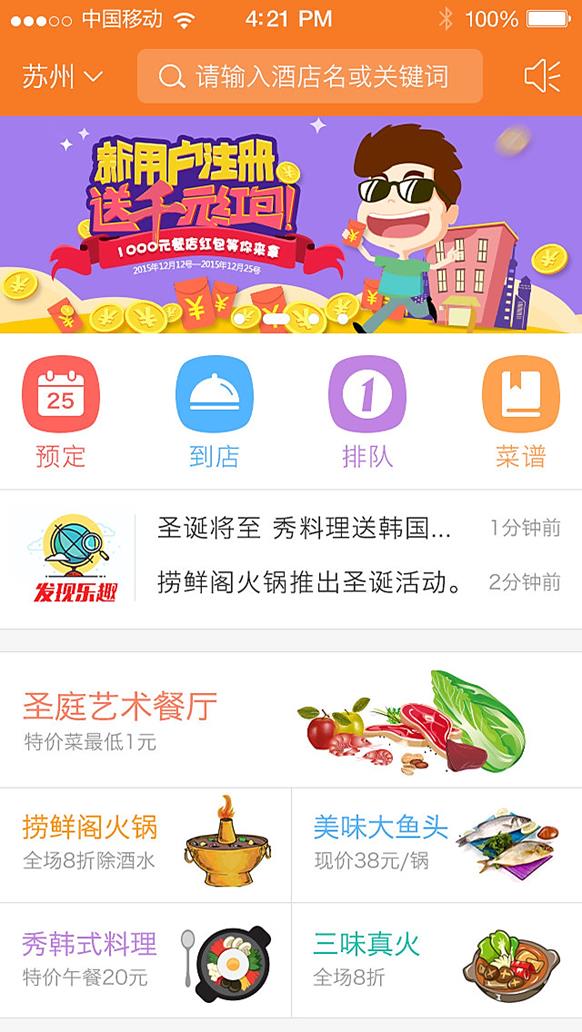 中国移动
4:21 PM
100%
苏州
请输入酒店名或关键词
新用户注册
送千元红包!
1000元餐店红包等你来拿
2015年12月12号—2015年12月25号
25
1
预定
到店
排队
菜谱
发现乐趣
圣诞将至 秀料理送韩国...
1分钟前
捞鲜阁火锅推出圣诞活动。
2分钟前
圣庭艺术餐厅
特价菜最低1元
捞鲜阁火锅
全场8折除酒水
美味大鱼头
现价38元/锅
秀韩式料理
特价午餐20元
三味真火
全场8折